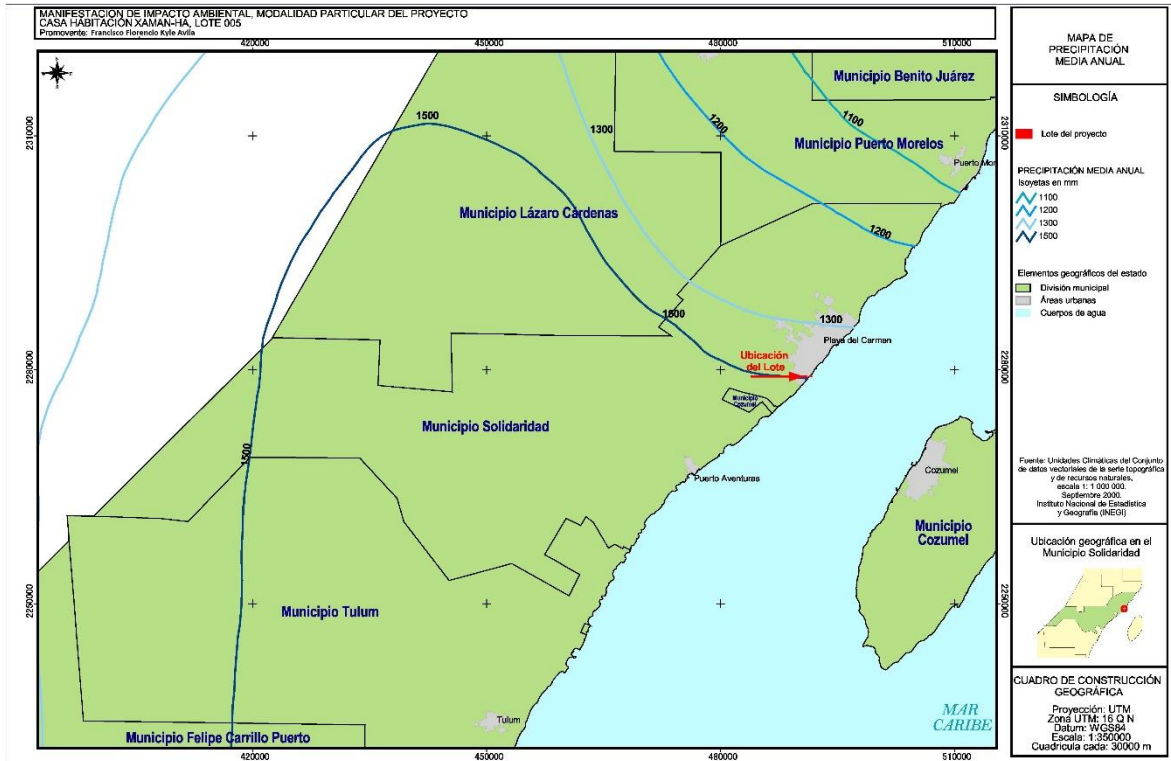 MANIFESTACION DE IMPACTO AMBIENTAL, MODALIDAD PARTICULAR DEL PROYECTO
CASA HABITACIÓN XAMAN-HA, LOTE 005
Promovente: Francisco Florencio Kyle Avila
420000
450000
480000
510000
MAPA DE
PRECIPITACIÓN
MEDIA ANUAL
SIMBOLOGÍA
Lote del proyecto
PRECIPITACIÓN MEDIA ANUAL
Isoyetas en mm
1100
1200
1300
1500
Elementos geográficos del estado
División municipal
Áreas urbanas
Cuerpos de agua
Fuente: Unidades Climáticas del Conjunto
de datos vectoriales de la serie topográfica
y de recursos naturales,
escala 1: 1 000 000.
Septiembre 2000.
Instituto Nacional de Estadística
y Geografía (INEGI)
Ubicación geográfica en el
Municipio Solidaridad
CUADRO DE CONSTRUCCIÓN
GEOGRÁFICA
Proyección: UTM
Zona UTM: 16 Q N
Datum: WGS84
Escala: 1:350000
Cuadrícula cada: 30000 m
Municipio Benito Juárez
2310000
2310000
1500
1300
1200
1100
Municipio Puerto Morelos
Puerto Mor
Municipio Lázaro Cárdenas
1200
1500
1300
Playa del Carmen
Ubicación
del Lote
2280000
2280000
Municipio
Cozumel
Municipio Solidaridad
1500
Puerto Aventuras
Cozumel
Municipio
Cozumel
2250000
2250000
Municipio Tulum
Tulum
MAR
CARIBE
Municipio Felipe Carrillo Puerto
420000
450000
480000
510000